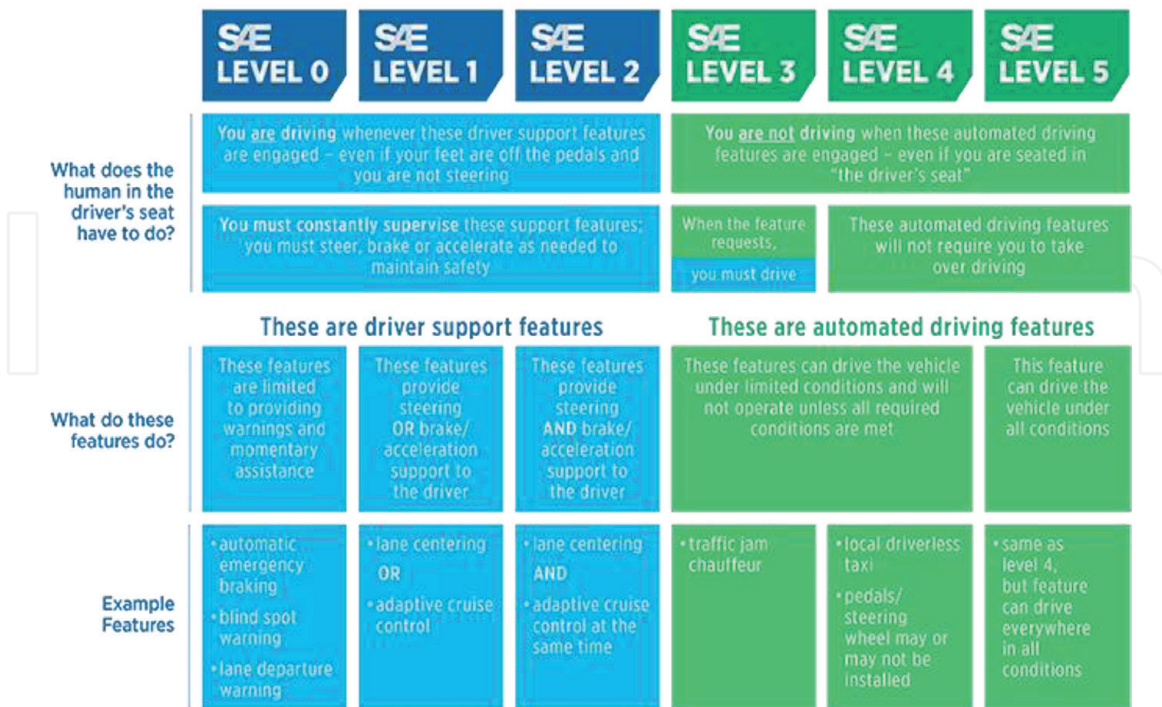 SAE
LEVEL 0
SAE
LEVEL 1
SAE
LEVEL 2
SAE
LEVEL 3
SAE
LEVEL 4
SAE
LEVEL 5
What does the
human in the
driver's seat
have to do?
You are driving whenever these driver support features
are engaged – even if your feet are off the pedals and
you are not steering
You are not driving when these automated driving
features are engaged – even if you are seated in
"the driver's seat"
You must constantly supervise these support features;
you must steer, brake or accelerate as needed to
maintain safety
When the feature
requests,
you must drive
These automated driving features
will not require you to take
over driving
These are driver support features
These are automated driving features
What do these
features do?
These features
are limited
to providing
warnings and
momentary
assistance
These features
provide
steering
OR brake/
acceleration
support to
the driver
These features
provide
steering
AND brake/
acceleration
support to
the driver
These features can drive the vehicle
under limited conditions and will
not operate unless all required
conditions are met
This feature
can drive the
vehicle under
all conditions
Example
Features
• automatic
emergency
braking
• blind spot
warning
• lane departure
warning
• lane centering
OR
• adaptive cruise
control
• lane centering
AND
• adaptive cruise
control at the
same time
• traffic jam
chauffeur
• local driverless
taxi
• pedals/
steering
wheel may or
may not be
installed
• same as
level 4,
but feature
can drive
everywhere
in all
conditions